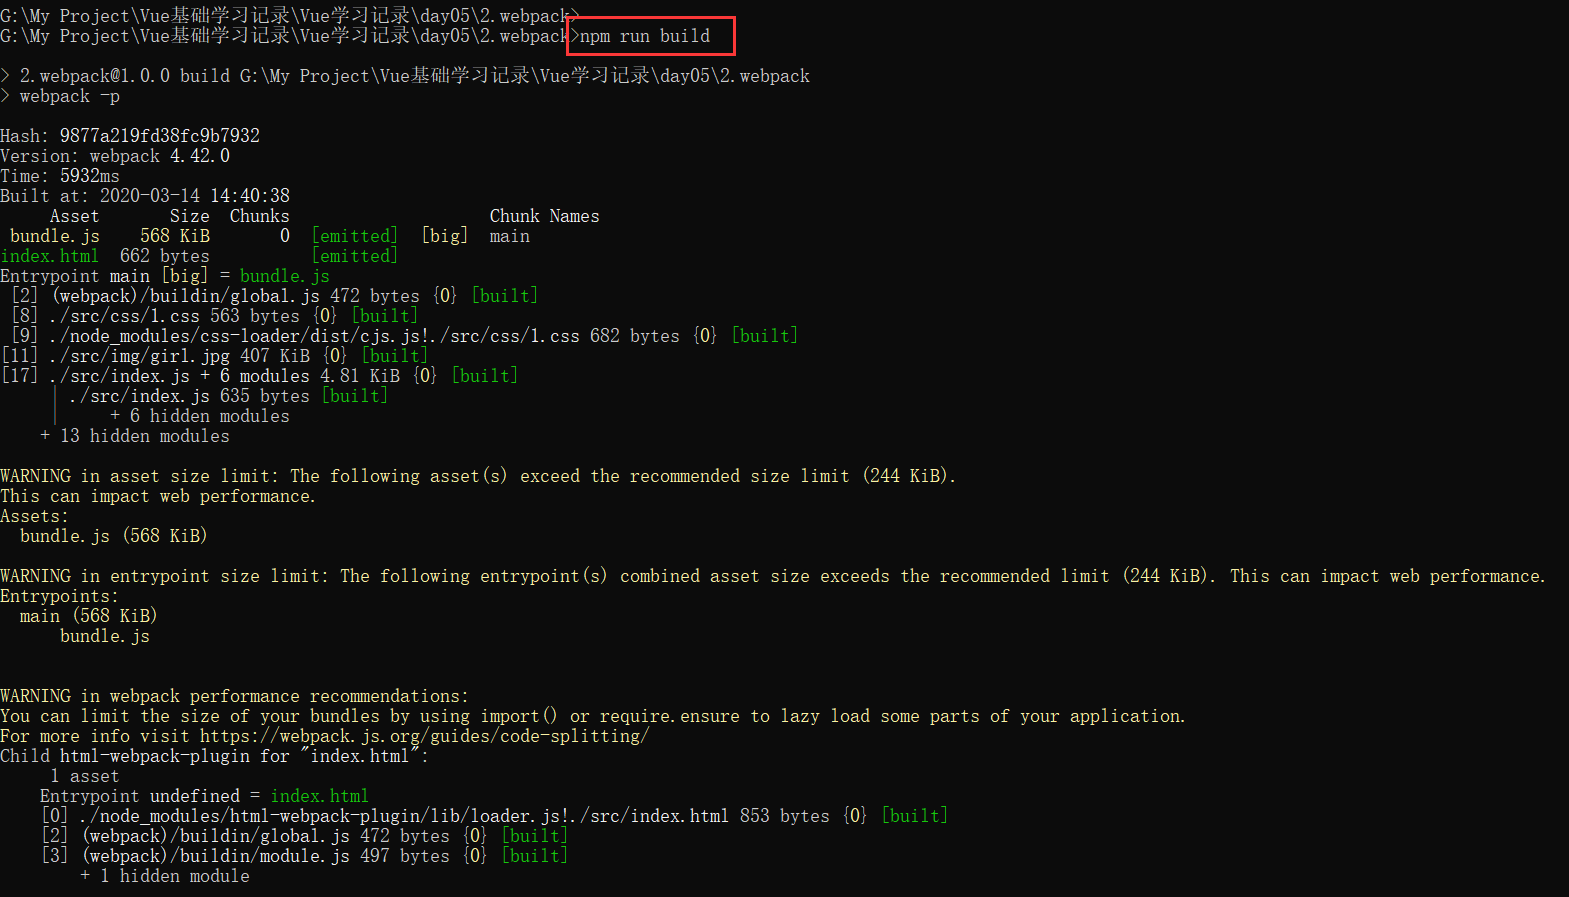 G:\My Project\Vue基础学习记录\Vue学习记录\day05\2.webpack>
G:\My Project\Vue基础学习记录\Vue学习记录\day05\2.webpack>npm run build
> 2.webpack@1.0.0 build G:\My Project\Vue基础学习记录\Vue学习记录\day05\2.webpack
> webpack -p
Hash: 9877a219fd38fc9b7932
Version: webpack 4.42.0
Time: 5932ms
Built at: 2020-03-14 14:40:38
     Asset       Size  Chunks                    Chunk Names
 bundle.js    568 KiB       0  [emitted]  [big]  main
index.html  662 bytes          [emitted]
Entrypoint main [big] = bundle.js
 [2] (webpack)/buildin/global.js 472 bytes {0} [built]
 [8] ./src/css/1.css 563 bytes {0} [built]
 [9] ./node_modules/css-loader/dist/cjs.js!./src/css/1.css 682 bytes {0} [built]
[11] ./src/img/girl.jpg 407 KiB {0} [built]
[17] ./src/index.js + 6 modules 4.81 KiB {0} [built]
     | ./src/index.js 635 bytes [built]
     |     + 6 hidden modules
    + 13 hidden modules
WARNING in asset size limit: The following asset(s) exceed the recommended size limit (244 KiB).
This can impact web performance.
Assets:
  bundle.js (568 KiB)
WARNING in entrypoint size limit: The following entrypoint(s) combined asset size exceeds the recommended limit (244 KiB). This can impact web performance.
Entrypoints:
  main (568 KiB)
      bundle.js
WARNING in webpack performance recommendations:
You can limit the size of your bundles by using import() or require.ensure to lazy load some parts of your application.
For more info visit https://webpack.js.org/guides/code-splitting/
Child html-webpack-plugin for "index.html":
     1 asset
    Entrypoint undefined = index.html
    [0] ./node_modules/html-webpack-plugin/lib/loader.js!./src/index.html 853 bytes {0} [built]
    [2] (webpack)/buildin/global.js 472 bytes {0} [built]
    [3] (webpack)/buildin/module.js 497 bytes {0} [built]
        + 1 hidden module